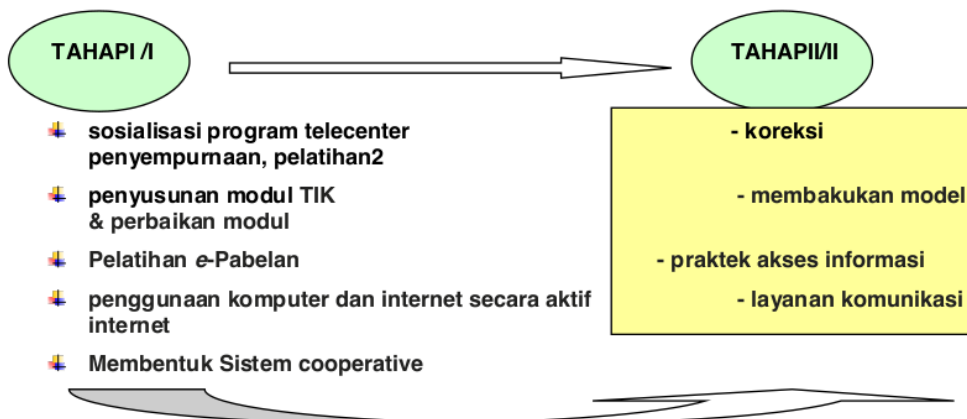 TAHAPI /I
TAHAPII/II
sosialisasi program telecenter
penyempurnaan, pelatihan2
penyusunan modul TIK
& perbaikan modul
Pelatihan e-Pabelan
penggunaan komputer dan internet secara aktif
internet
Membentuk Sistem cooperative
- koreksi
- membakukan model
- praktek akses informasi
- layanan komunikasi